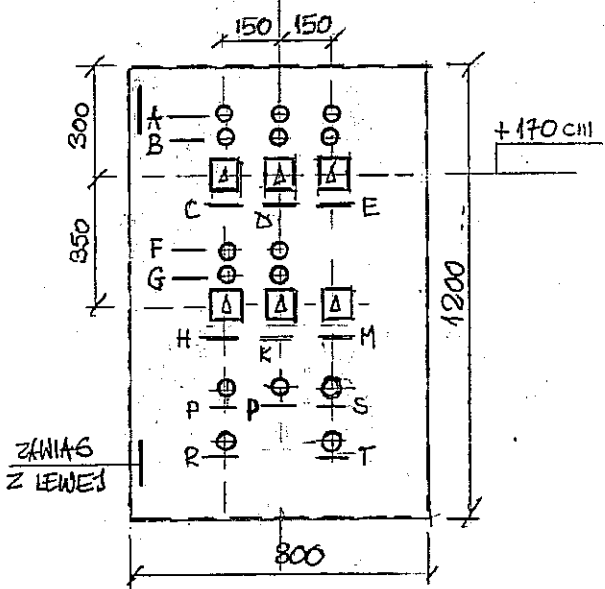 150 150
300
A
B
+170 cm
C D E
350
F
G
1200
H K M
P P S
R T
ZAWIAS
Z LEWEJ
800